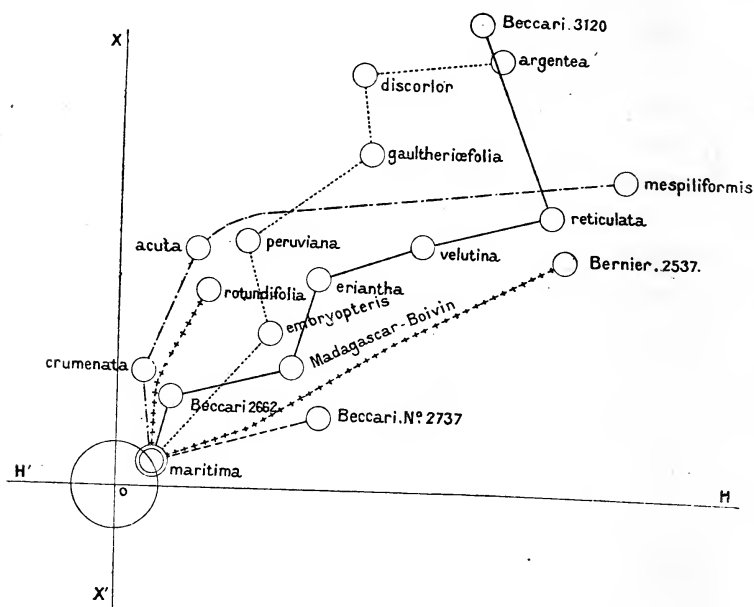 Beccari. 3120
X
argentea
discorlor
gaultheriæfolia
mespiliformis
reticulata
acuta
peruviana
velutina
Bernier. 2537.
rotundifolia
eriantha
embryopteris
Madagascar-Boivin
crumenata
Beccari 2662.
Beccari. Nº 2737
maritima
H'
O
H
X'